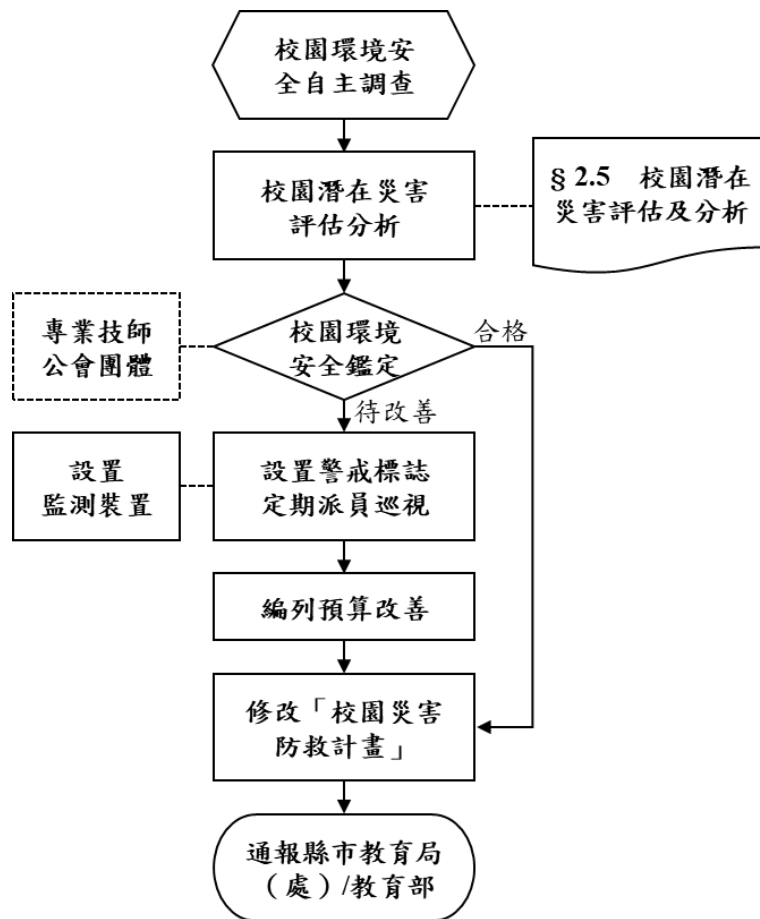 校園環境安
全自主調查
校園潛在災害
評估分析
§ 2.5 校園潛在
災害評估及分析
專業技師
公會團體
校園環境
安全鑑定
合格
待改善
設置
監測裝置
設置警戒標誌
定期派員巡視
編列預算改善
修改「校園災害
防救計畫」
通報縣市教育局
（處）/教育部